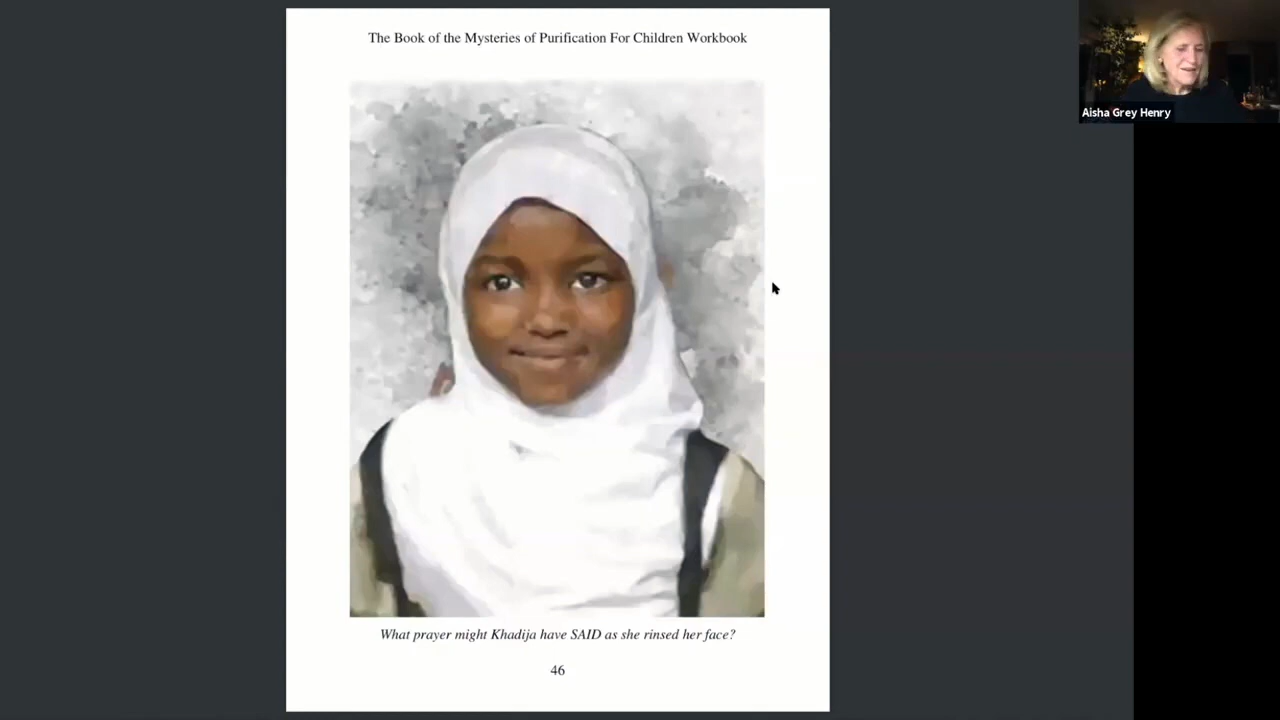 The Book of the Mysteries of Purification For Children Workbook
Aisha Grey Henry
What prayer might Khadija have SAID as she rinsed her face?
46